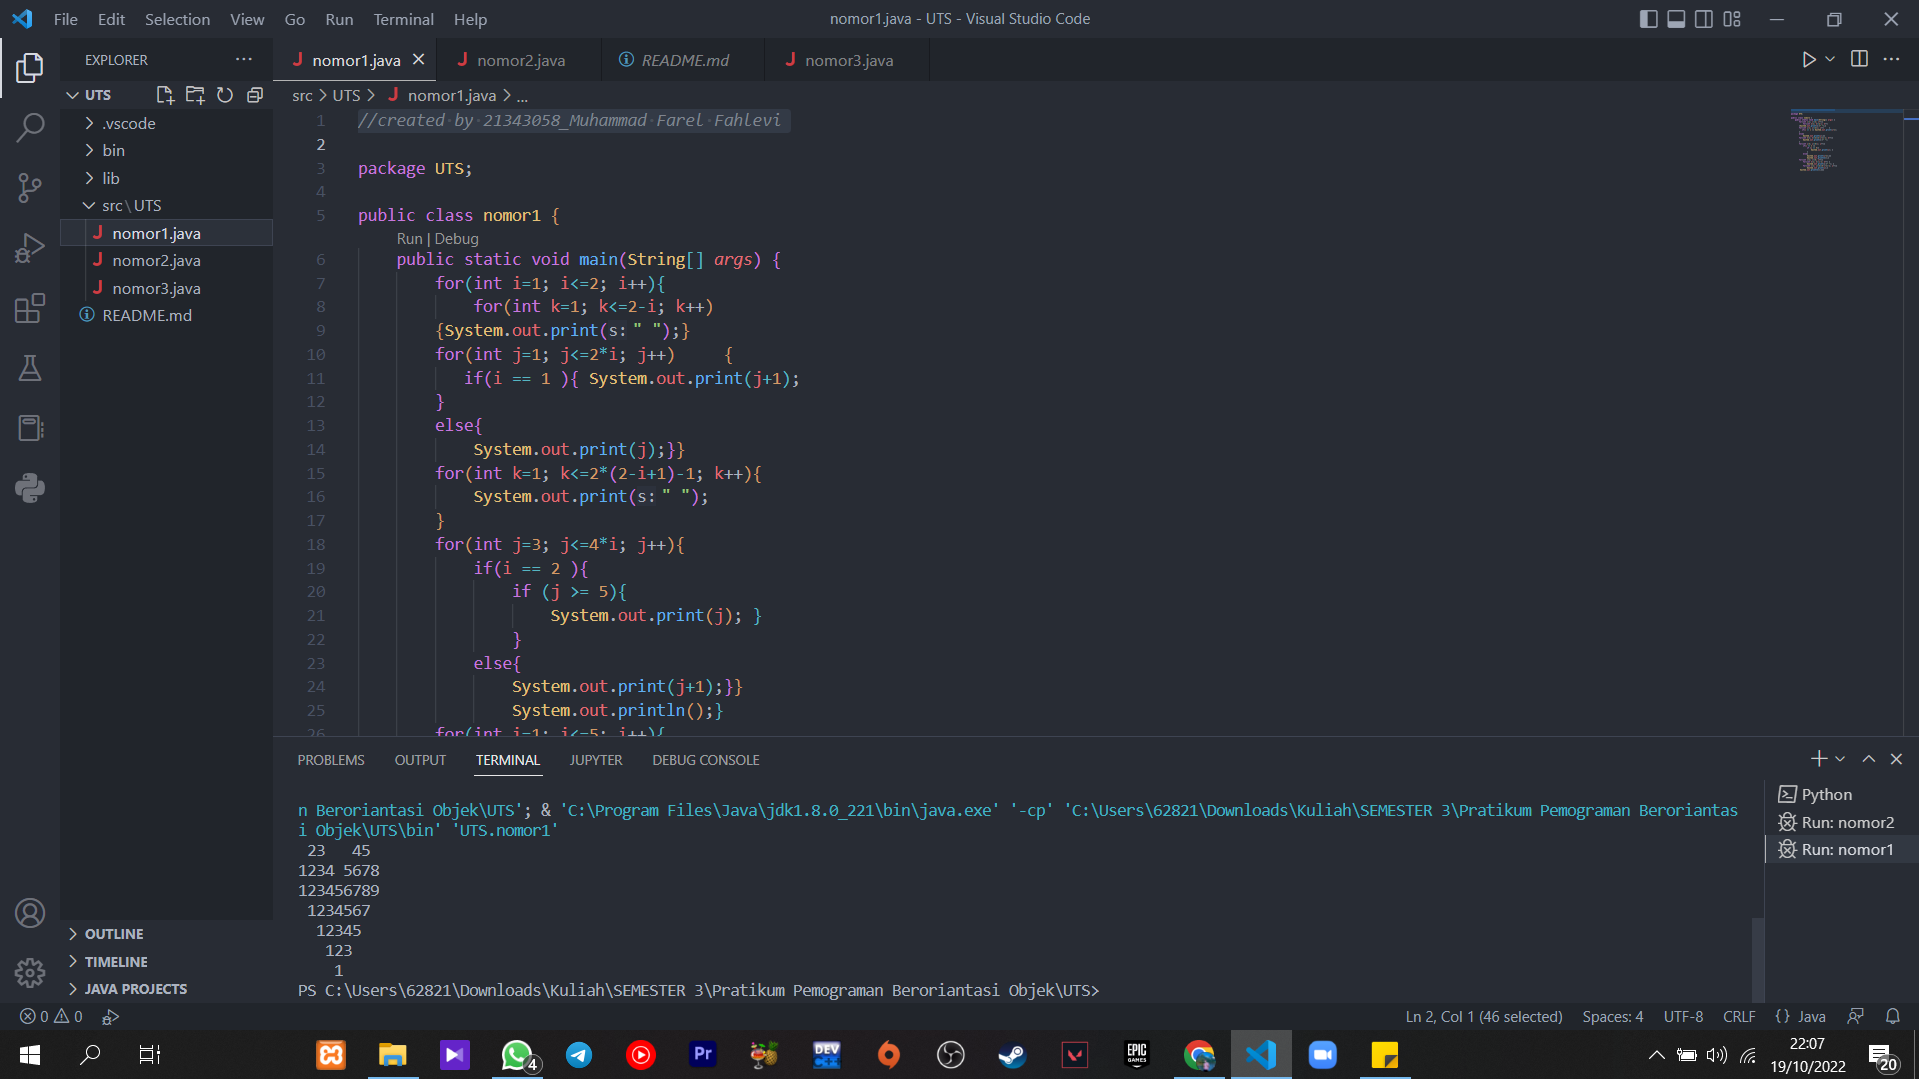 File Edit Selection View Go Run Terminal Help
nomor1.java - UTS - Visual Studio Code
EXPLORER
J nomor1.java
J nomor2.java
README.md
J nomor3.java
UTS
src > UTS > J nomor1.java > ...
.vscode
bin
lib
src\UTS
J nomor1.java
J nomor2.java
J nomor3.java
README.md
1 //created by 21343058_Muhammad Farel Fahlevi
2
3 package UTS;
4
5 public class nomor1 {
Run | Debug
6 public static void main(String[] args) {
7 for(int i=1; i<=2; i++){
8 for(int k=1; k<=2-i; k++)
9 {System.out.print(s:" ");}
10 for(int j=1; j<=2*i; j++)     {
11 if(i == 1 ){ System.out.print(j+1);
12 }
13 else{
14 System.out.print(j);}}
15 for(int k=1; k<=2*(2-i+1)-1; k++){
16 System.out.print(s:" ");
17 }
18 for(int j=3; j<=4*i; j++){
19 if(i == 2 ){
20 if (j >= 5){
21 System.out.print(j); }
22 }
23 else{
24 System.out.print(j+1);}}
25 System.out.println();}
26 for(int i=1; i<=5; i++){
PROBLEMS OUTPUT TERMINAL JUPYTER DEBUG CONSOLE
n Beroriantasi Objek\UTS'; & 'C:\Program Files\Java\jdk1.8.0_221\bin\java.exe' '-cp' 'C:\Users\62821\Downloads\Kuliah\SEMESTER 3\Pratikum Pemograman Beroriantas
i Objek\UTS\bin' 'UTS.nomor1'
 23   45
1234 5678
123456789
 1234567
  12345
   123
    1
PS C:\Users\62821\Downloads\Kuliah\SEMESTER 3\Pratikum Pemograman Beroriantasi Objek\UTS>
Python
Run: nomor2
Run: nomor1
OUTLINE
TIMELINE
JAVA PROJECTS
0 0
Ln 2, Col 1 (46 selected) Spaces: 4 UTF-8 CRLF {} Java
4
Pr
DEV C++
EPIC GAMES
22:07
19/10/2022
20